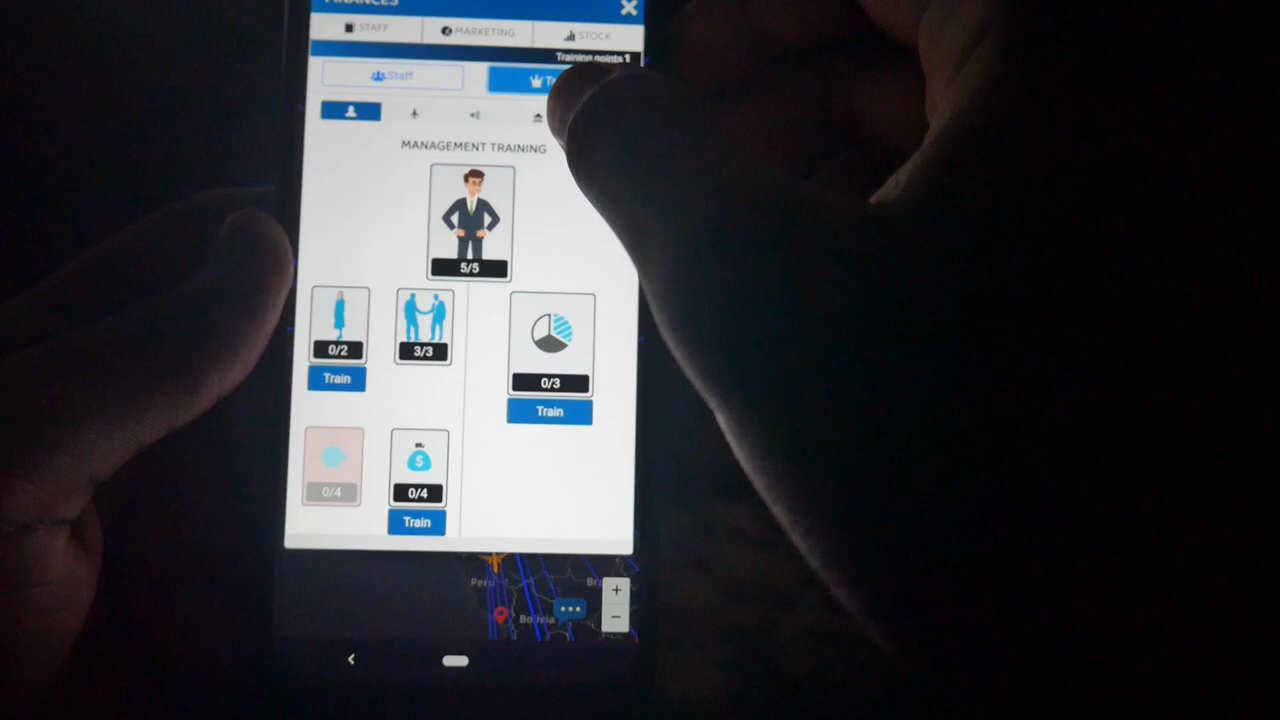 FINANCES
STAFF
MARKETING
STOCK
Training points 1
Staff
MANAGEMENT TRAINING
5/5
0/2
3/3
0/3
Train
Train
0/4
0/4
Train
Peru
Bolivia